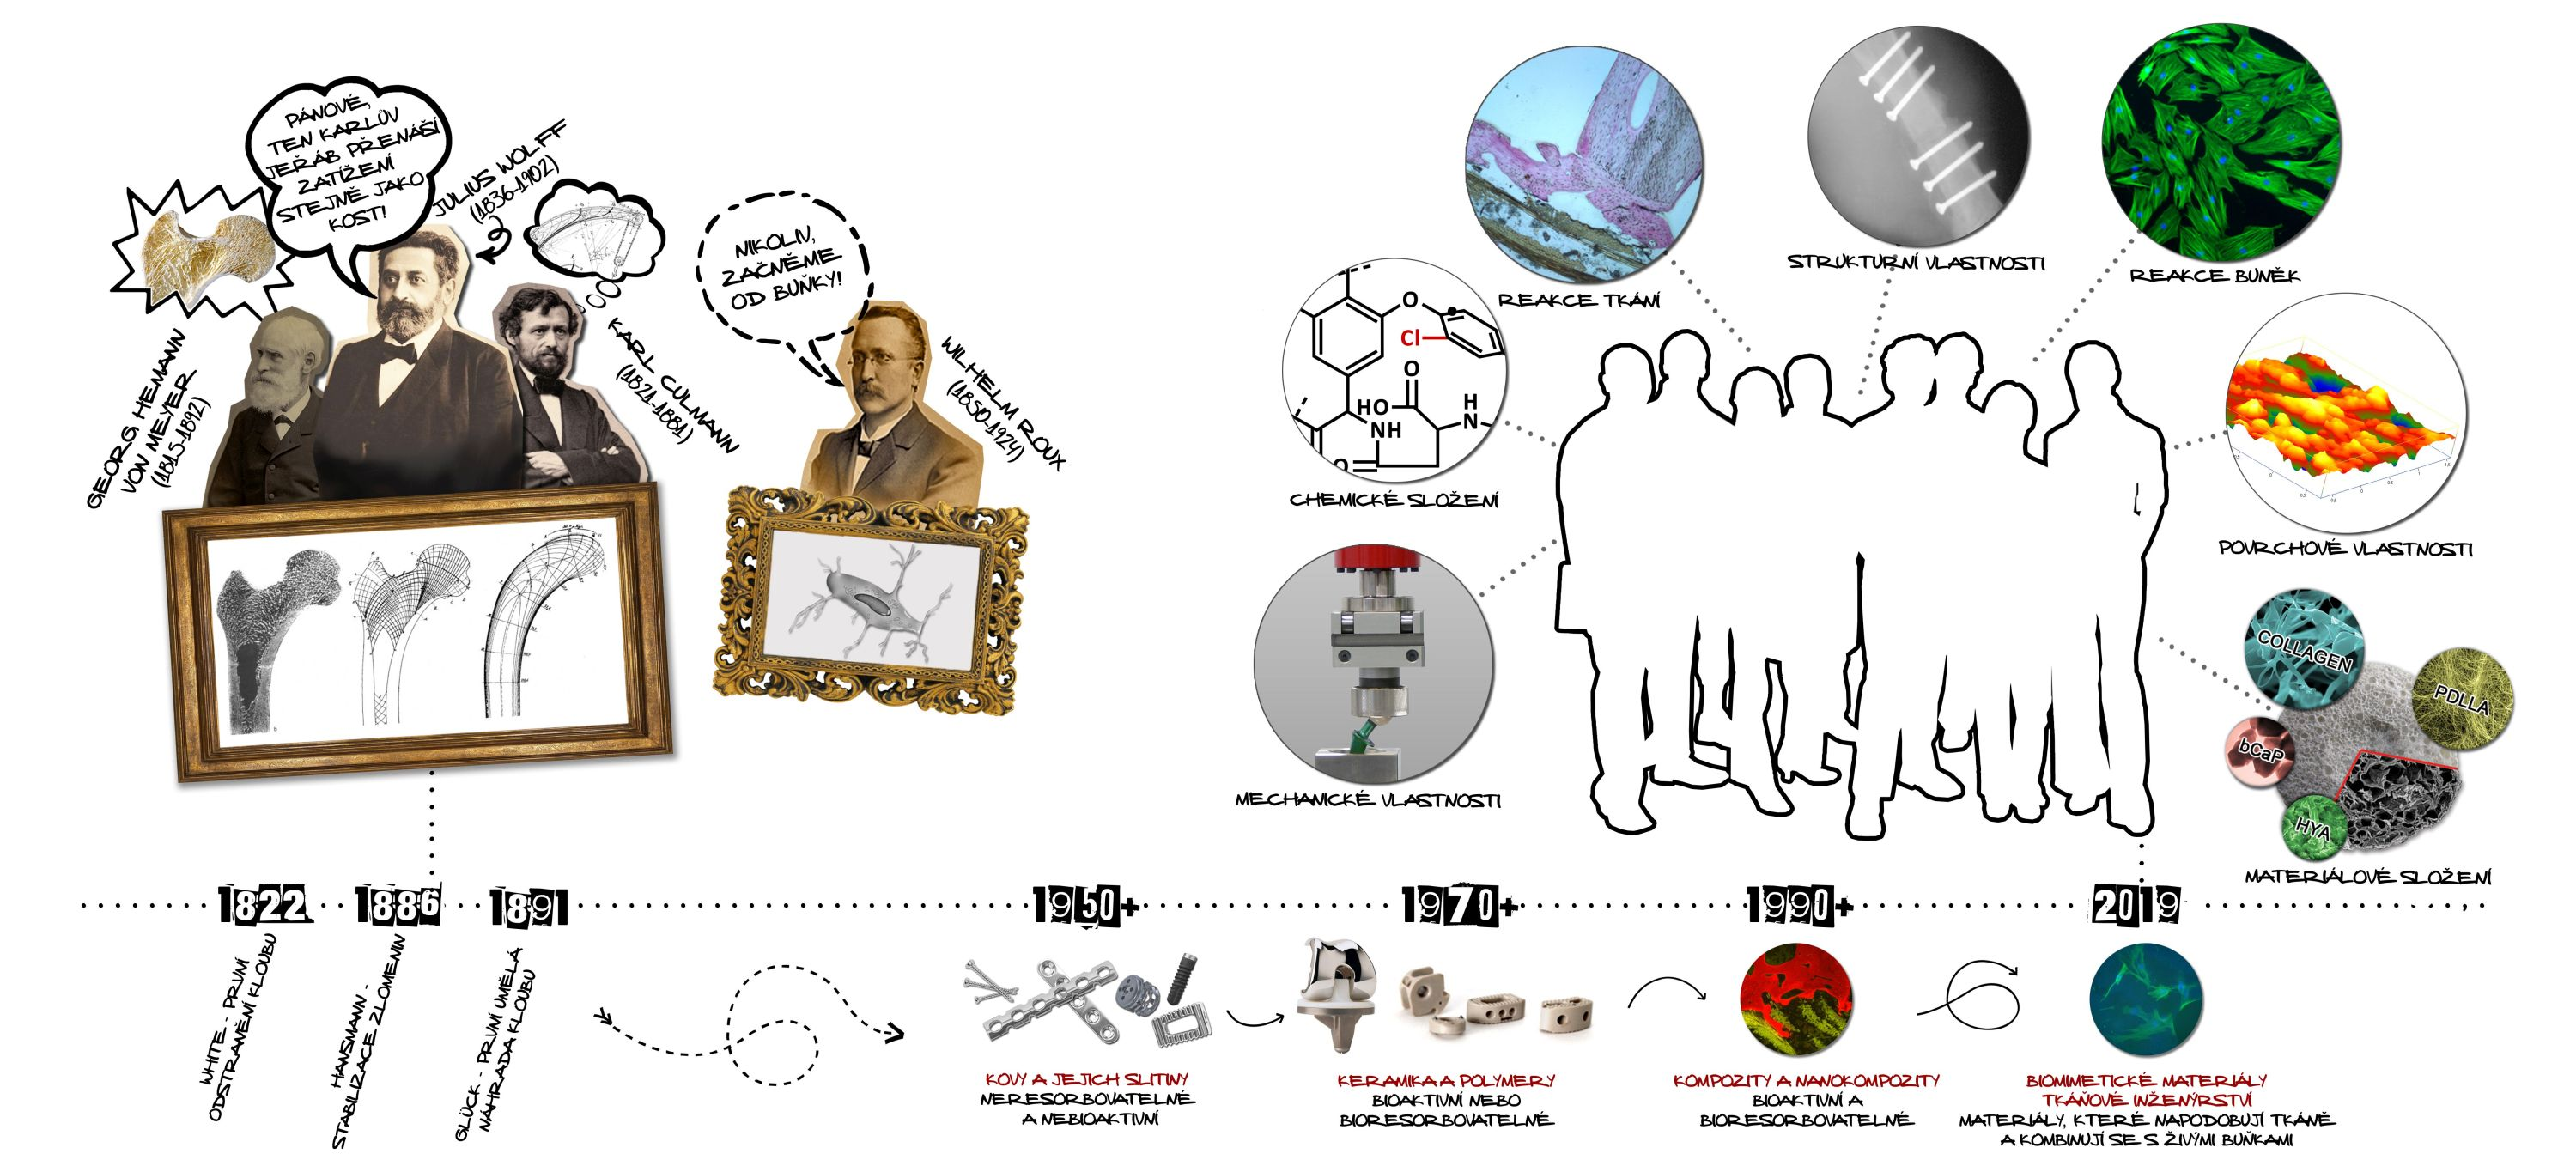 PÁNOVÉ,
TEN KARLŮV
JEŘÁB PŘENÁŠÍ
ZATÍŽENÍ
STEJNĚ JAKO
KOST!
JULIUS WOLFF
(1836-1902)
GEORG HEMANN
VON MEYER
(1815-1892)
KARL CULMANN
(1821-1881)
NIKOLIV,
ZAČNĚME
OD BUŇKY!
WILHELM ROUX
(1850-1924)
REAKCE TKÁNÍ
STRUKTURNÍ VLASTNOSTI
REAKCE BUNĚK
O
Cl
O
HO
H
N
NH
O
CHEMICKÉ SLOŽENÍ
POVRCHOVÉ VLASTNOSTI
MECHANICKÉ VLASTNOSTI
COLLAGEN
PDLLA
bCaP
HYA
MATERIÁLOVÉ SLOŽENÍ
1822
1886
1891
1950+
1970+
1990+
2019
WHITE - PRVNÍ
ODSTRANĚNÍ KLOUBU
HANSMANN -
STABILIZACE ZLOMENIN
GLÜCK - PRVNÍ UMĚLÁ
NÁHRADA KLOUBU
KOVY A JEJICH SLITINY
NERESORBOVATELNÉ
A NEBIOAKTIVNÍ
KERAMIKA A POLYMERY
BIOAKTIVNÍ NEBO
BIORESORBOVATELNÉ
KOMPOZITY A NANOKOMPOZITY
BIOAKTIVNÍ A
BIORESORBOVATELNÉ
BIOMIMETICKÉ MATERIÁLY
TKÁŇOVÉ INŽENÝRSTVÍ
MATERIÁLY, KTERÉ NAPODOBUJÍ TKÁNĚ
A KOMBINUJÍ SE S ŽIVÝMI BUŇKAMI